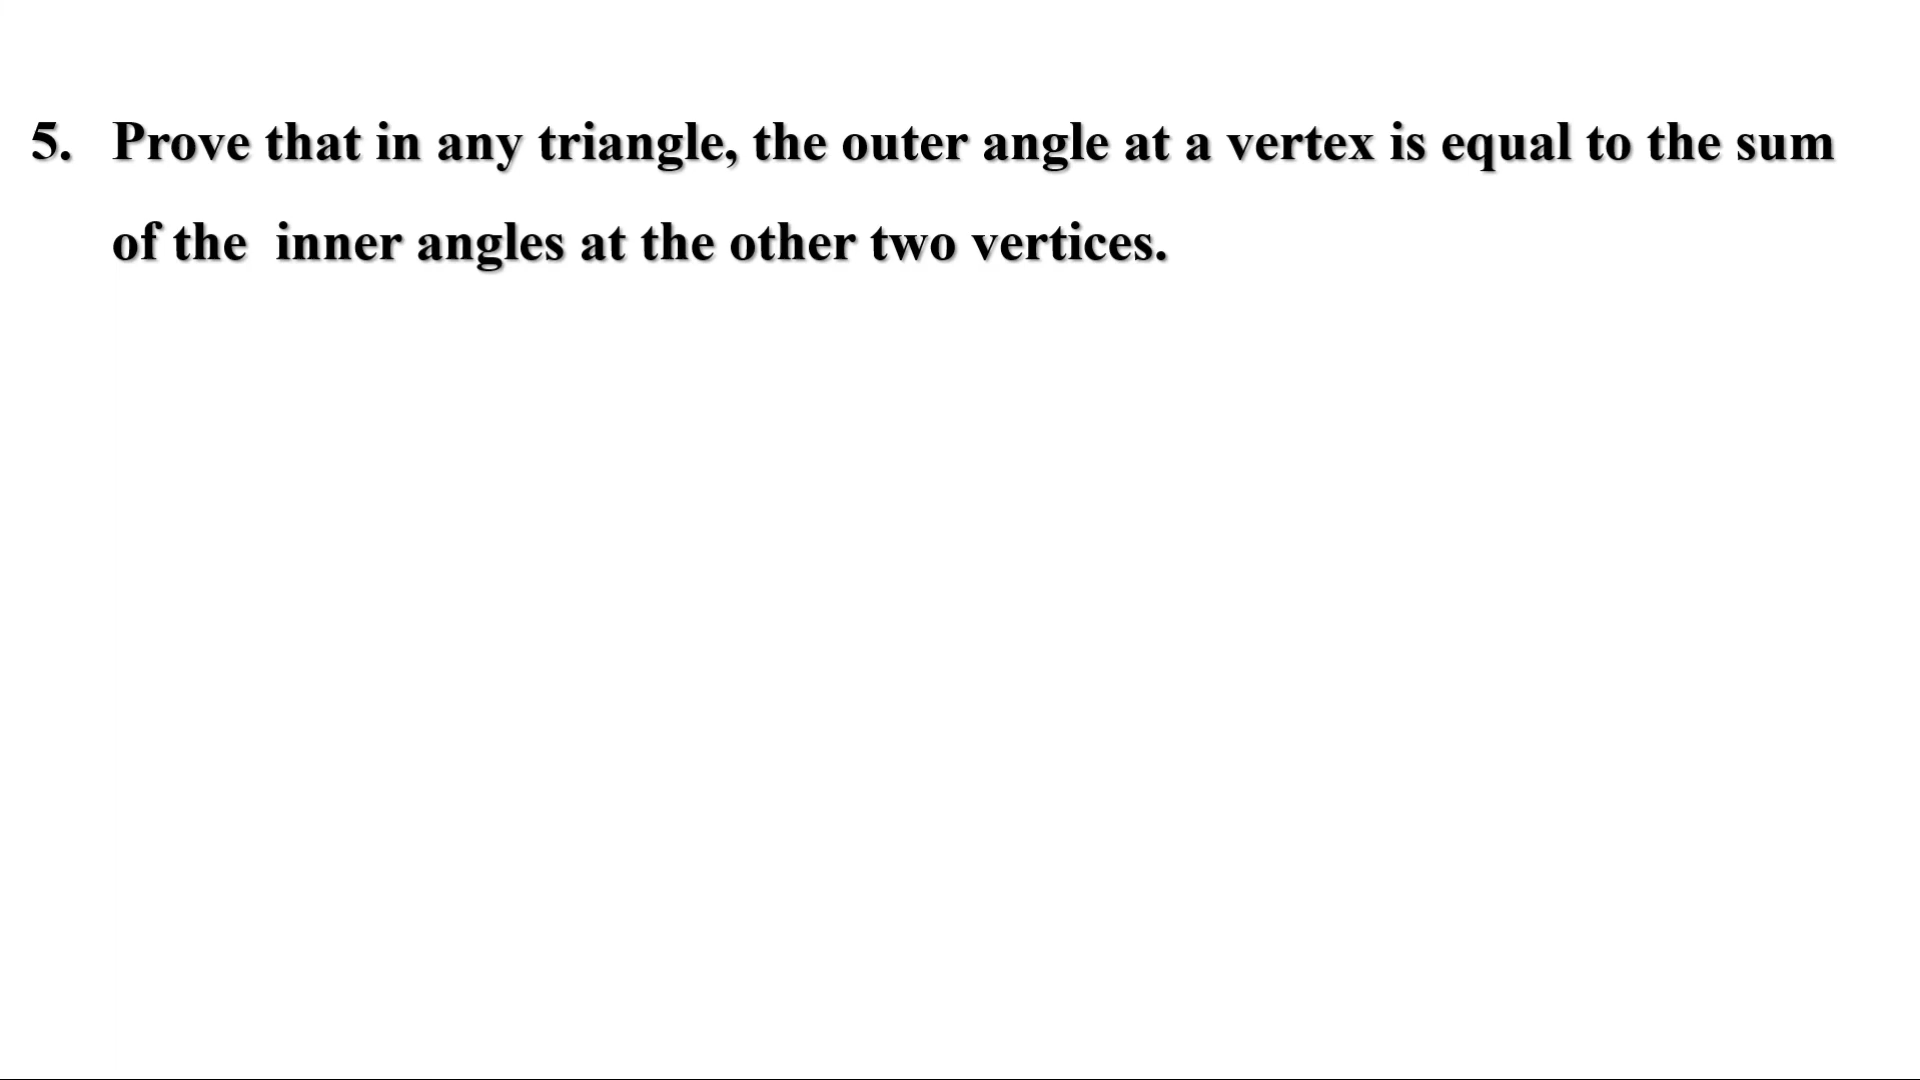 5. Prove that in any triangle, the outer angle at a vertex is equal to the sum
of the inner angles at the other two vertices.